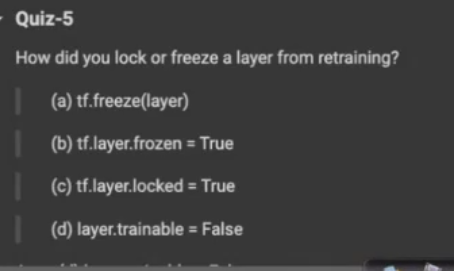 Quiz-5
How did you lock or freeze a layer from retraining?
(a) tf.freeze(layer)
(b) tf.layer.frozen = True
(c) tf.layer.locked = True
(d) layer.trainable = False